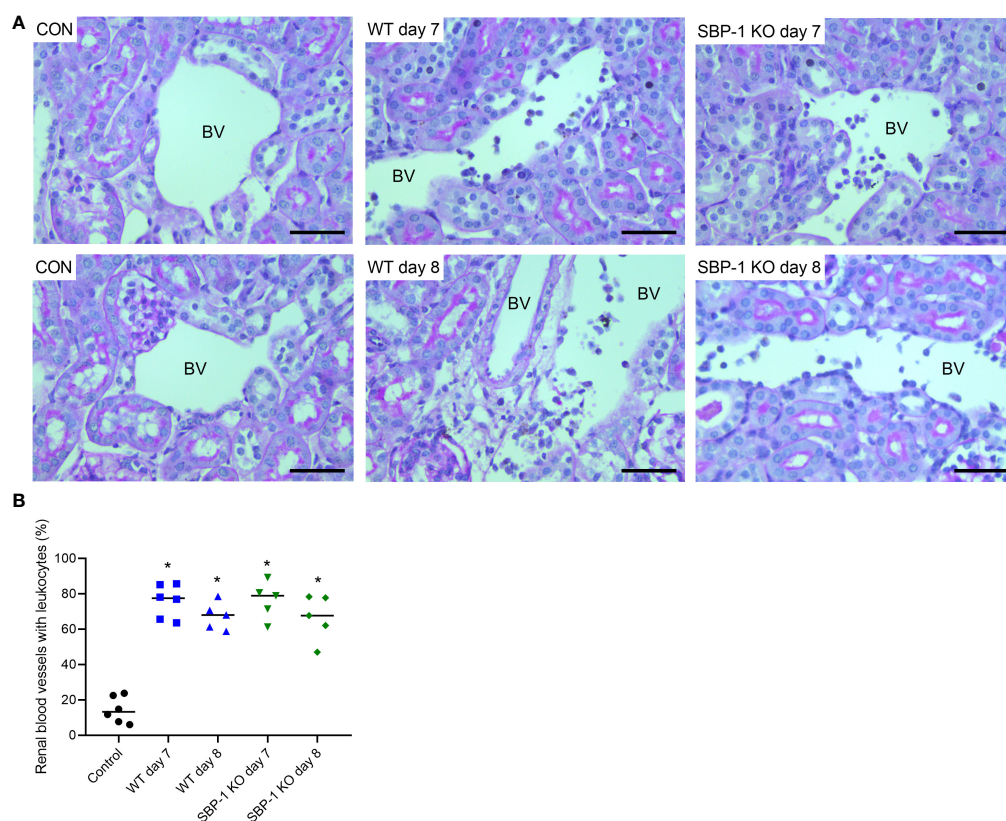 A
CON
WT day 7
SBP-1 KO day 7
BV
BV
BV
BV
CON
WT day 8
SBP-1 KO day 8
BV
BV
BV
BV
B
Renal blood vessels with leukocytes (%)
100
80
60
40
20
0
*
*
*
*
Control
WT day 7
WT day 8
SBP-1 KO day 7
SBP-1 KO day 8